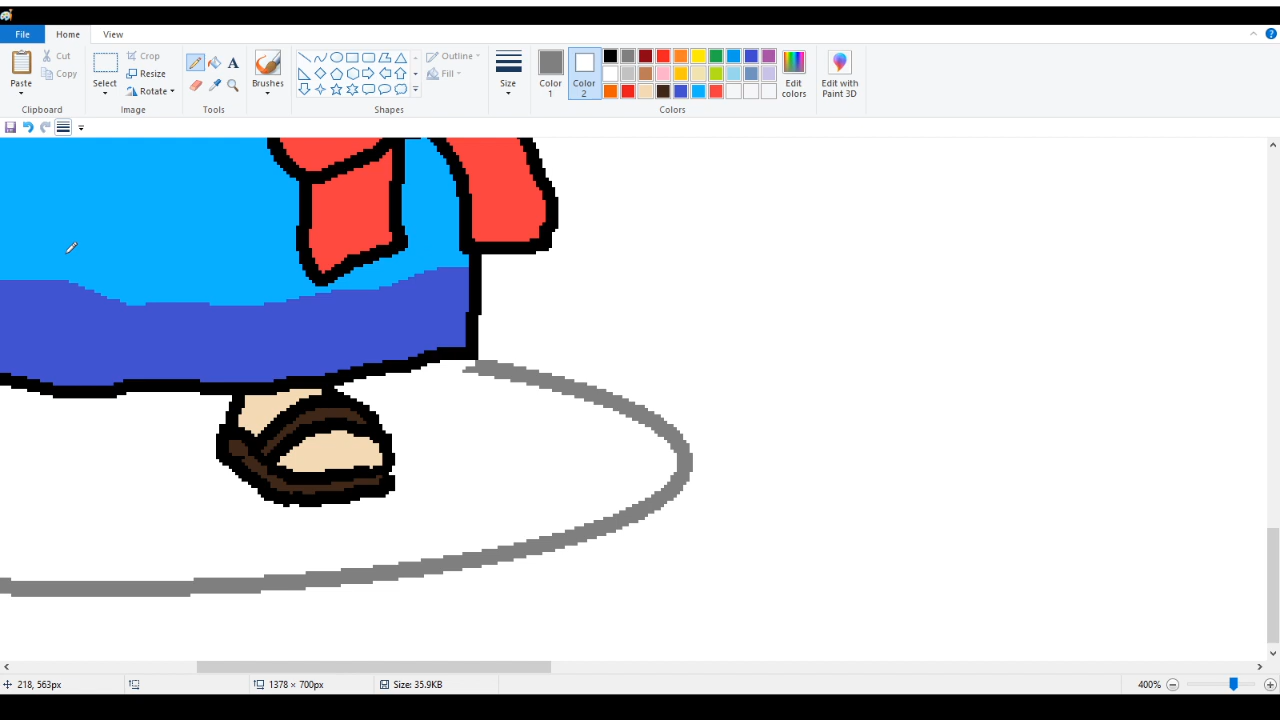 File Home View
Paste
Cut
Copy
Clipboard
Select
Crop
Resize
Rotate
Image
A
Tools
Brushes
Outline
Fill
Shapes
Size
Color
1
Color
2
Edit
colors
Colors
Edit with
Paint 3D
218, 563px
1378 × 700px
Size: 35.9KB
400%